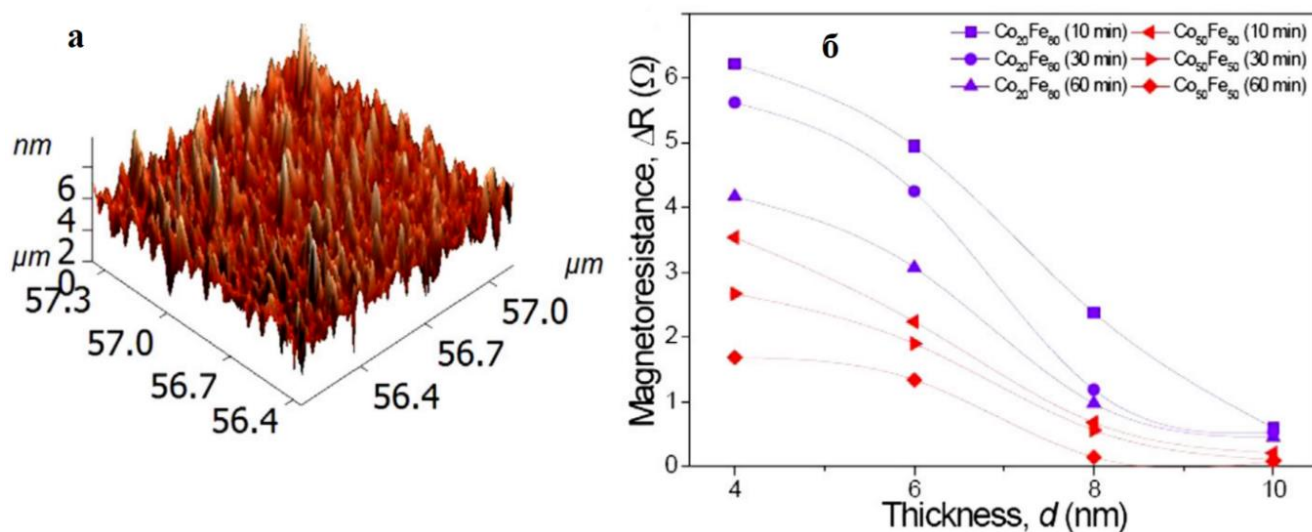 а
nm
6
4
2
0
µm
57.3
57.0
56.7
56.4
µm
57.0
56.7
56.4
б
Co₂₀Fe₈₀ (10 min) Co₅₀Fe₅₀ (10 min)
Co₂₀Fe₈₀ (30 min) Co₅₀Fe₅₀ (30 min)
Co₂₀Fe₈₀ (60 min) Co₅₀Fe₅₀ (60 min)
Magnetoresistance, ΔR (Ω)
6
5
4
3
2
1
0
4 6 8 10
Thickness, d (nm)